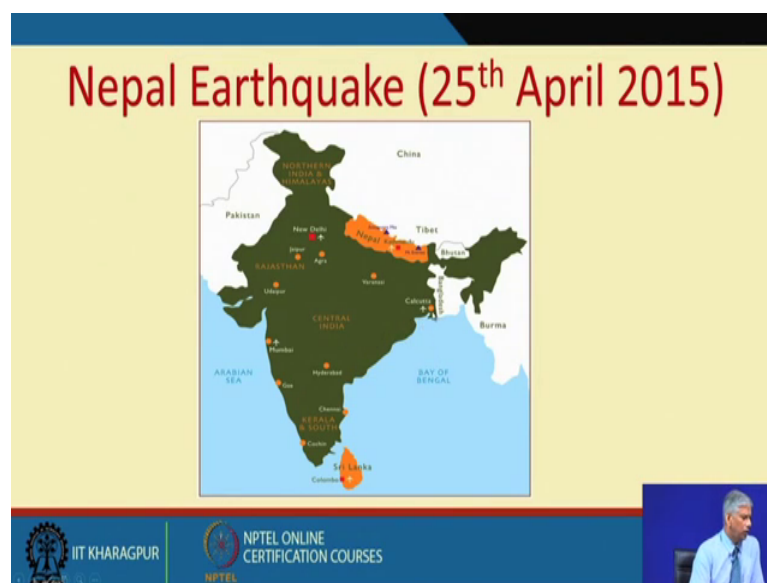 Nepal Earthquake (25th April 2015)
China
NORTHERN
INDIA &
HIMALAYAS
Pakistan
New Delhi
Tibet
Nepal
Jaipur
Agra
Bhutan
RAJASTHAN
Varanasi
Udaipur
Bangladesh
Calcutta
CENTRAL
INDIA
Burma
Mumbai
ARABIAN
SEA
Hyderabad
BAY OF
BENGAL
Goa
Chennai
KERALA
& SOUTH
Cochin
Sri Lanka
Colombo
IIT KHARAGPUR
NPTEL ONLINE
CERTIFICATION COURSES
NPTEL